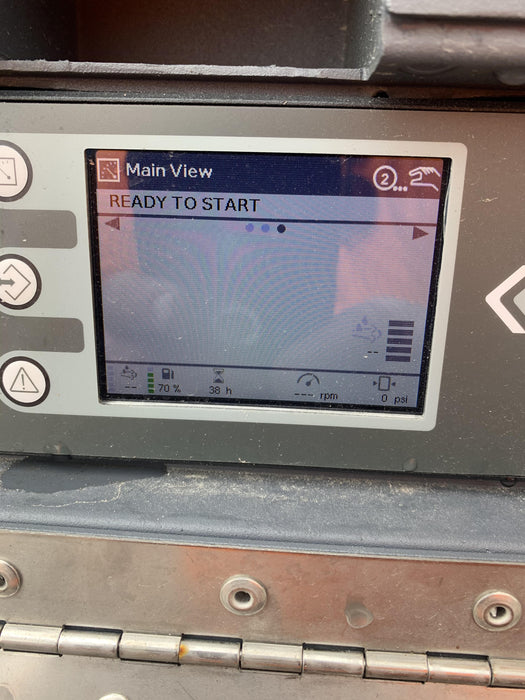 Main View
2...
READY TO START
--
--
70 %
38 h
--- rpm
0 psi